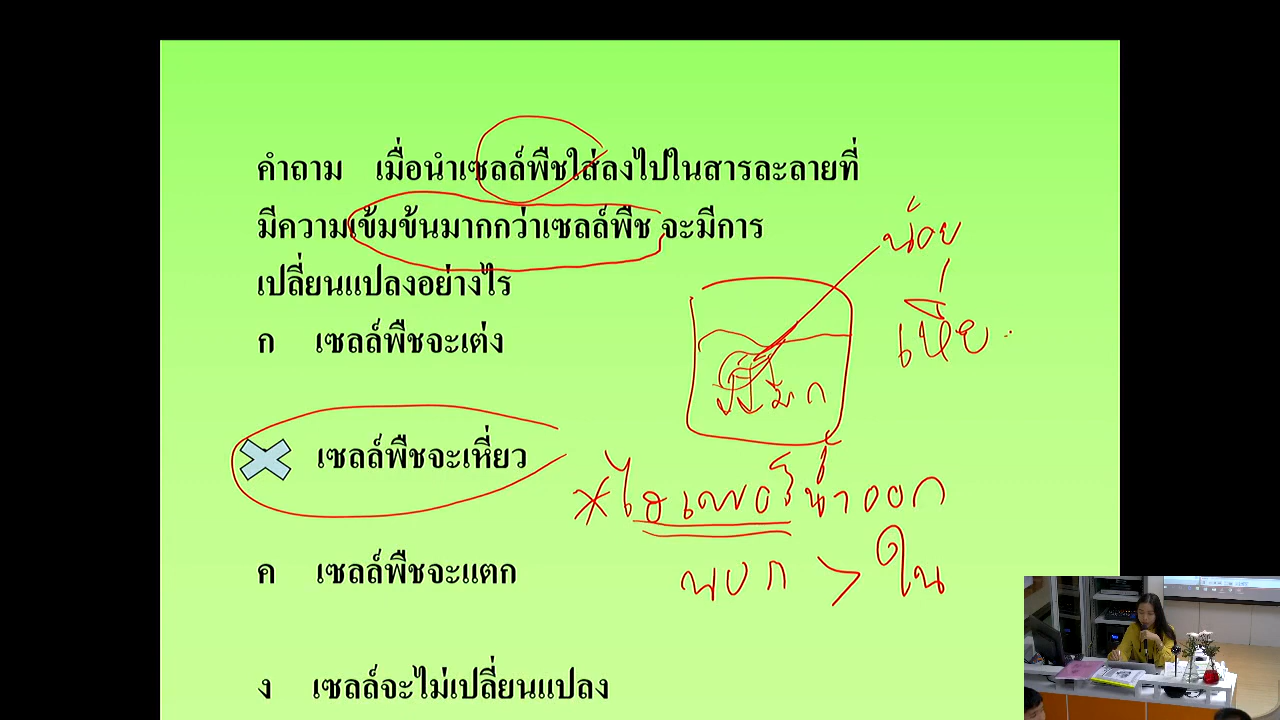 คำถาม เมื่อนำเซลล์พืชใส่ลงไปในสารละลายที่
มีความเข้มข้นมากกว่าเซลล์พืช จะมีการ
เปลี่ยนแปลงอย่างไร
ก เซลล์พืชจะเต่ง
เซลล์พืชจะเหี่ยว
ค เซลล์พืชจะแตก
ง เซลล์จะไม่เปลี่ยนแปลง
น้อย
เหี่ยว
มาก
*ไฮเพอร์ น้ำออก
นอก > ใน